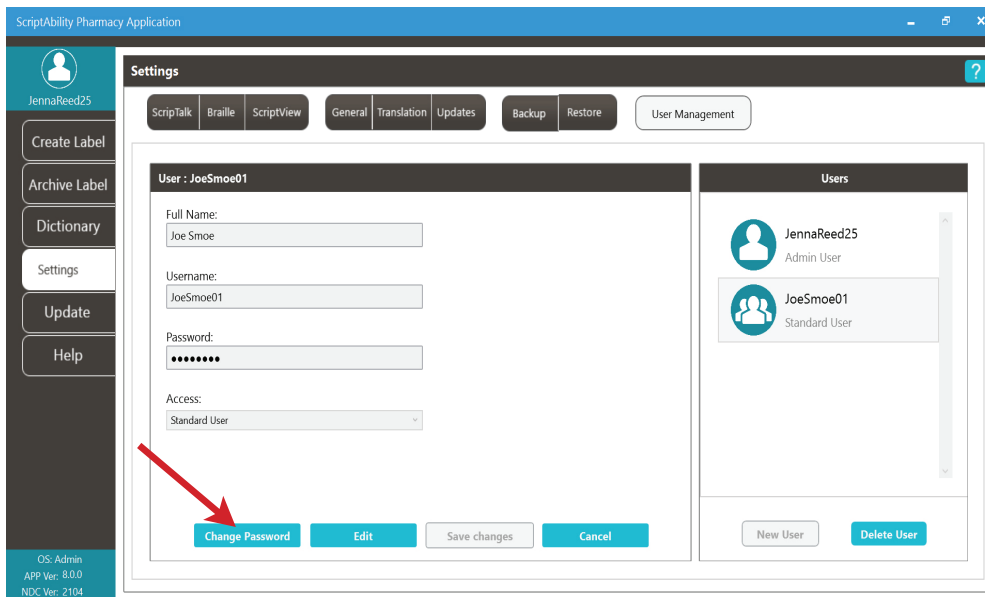 ScriptAbility Pharmacy Application
JennaReed25
Create Label
Archive Label
Dictionary
Settings
Update
Help
OS: Admin
APP Ver: 8.0.0
NDC Ver: 2104
Settings
?
ScripTalk Braille ScriptView General Translation Updates Backup Restore User Management
User : JoeSmoe01
Full Name:
Joe Smoe
Username:
JoeSmoe01
Password:
●●●●●●●●
Access:
Standard User
Change Password Edit Save changes Cancel
Users
JennaReed25
Admin User
JoeSmoe01
Standard User
New User Delete User